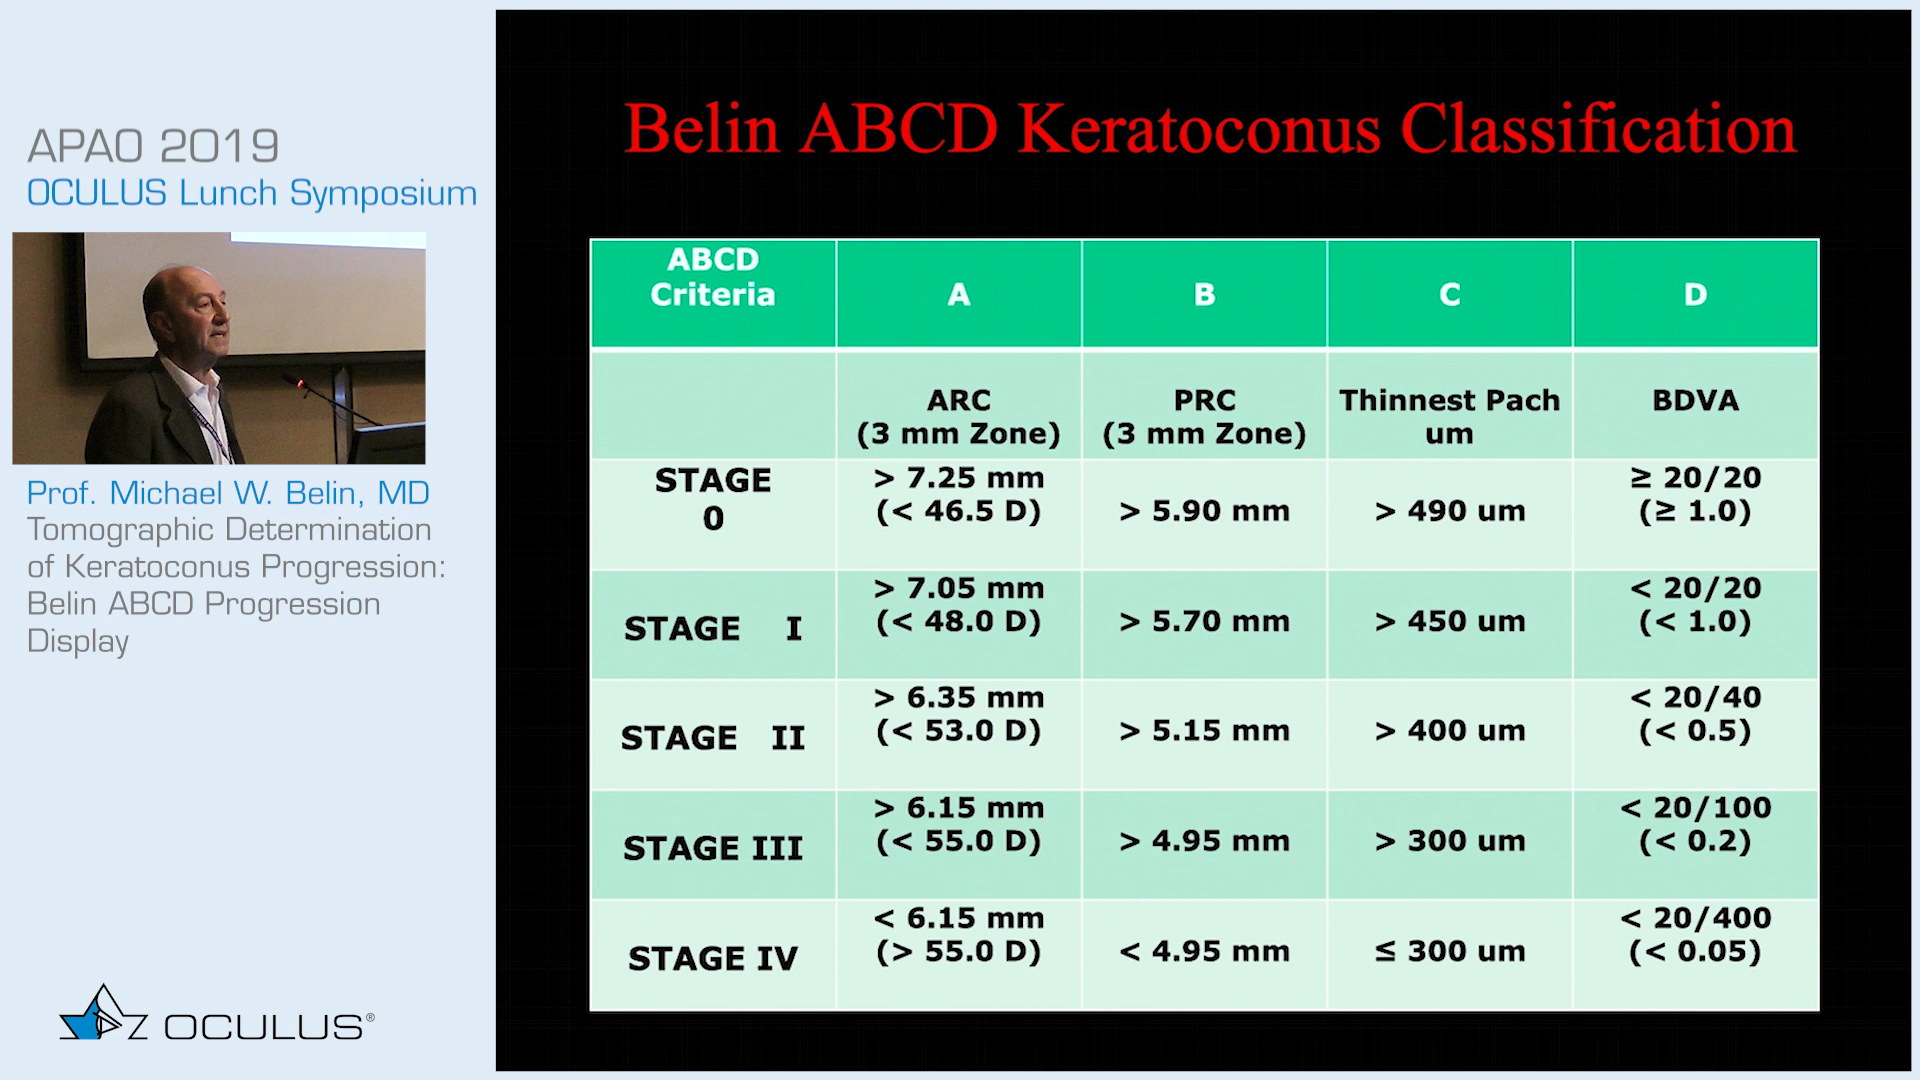 APAO 2019
OCULUS Lunch Symposium
Prof. Michael W. Belin, MD
Tomographic Determination
of Keratoconus Progression:
Belin ABCD Progression
Display
OCULUS®
Belin ABCD Keratoconus Classification
ABCD
Criteria
A
B
C
D
ARC
(3 mm Zone)
PRC
(3 mm Zone)
Thinnest Pach
um
BDVA
STAGE
0
> 7.25 mm
(< 46.5 D)
> 5.90 mm
> 490 um
≥ 20/20
(≥ 1.0)
STAGE I
> 7.05 mm
(< 48.0 D)
> 5.70 mm
> 450 um
< 20/20
(< 1.0)
STAGE II
> 6.35 mm
(< 53.0 D)
> 5.15 mm
> 400 um
< 20/40
(< 0.5)
STAGE III
> 6.15 mm
(< 55.0 D)
> 4.95 mm
> 300 um
< 20/100
(< 0.2)
STAGE IV
< 6.15 mm
(> 55.0 D)
< 4.95 mm
≤ 300 um
< 20/400
(< 0.05)